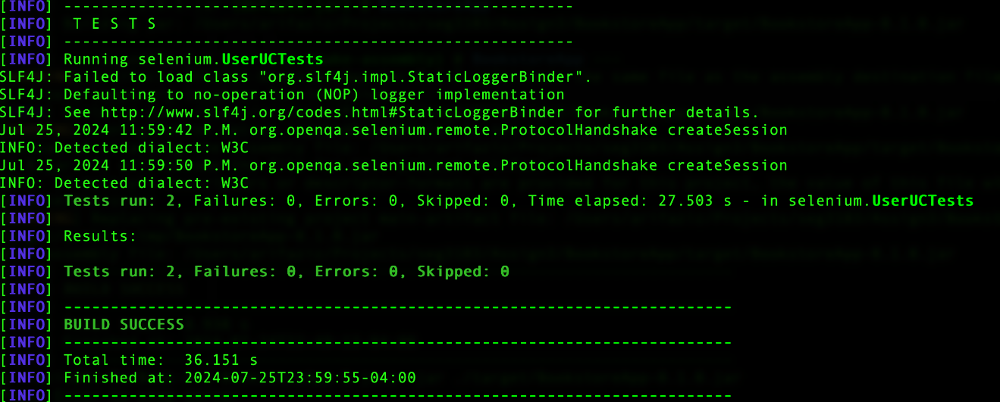 [INFO] -------------------------------------------------------
[INFO]  T E S T S
[INFO] -------------------------------------------------------
[INFO] Running selenium.UserUCTests
SLF4J: Failed to load class "org.slf4j.impl.StaticLoggerBinder".
SLF4J: Defaulting to no-operation (NOP) logger implementation
SLF4J: See http://www.slf4j.org/codes.html#StaticLoggerBinder for further details.
Jul 25, 2024 11:59:42 P.M. org.openqa.selenium.remote.ProtocolHandshake createSession
INFO: Detected dialect: W3C
Jul 25, 2024 11:59:50 P.M. org.openqa.selenium.remote.ProtocolHandshake createSession
INFO: Detected dialect: W3C
[INFO] Tests run: 2, Failures: 0, Errors: 0, Skipped: 0, Time elapsed: 27.503 s - in selenium.UserUCTests
[INFO]
[INFO] Results:
[INFO]
[INFO] Tests run: 2, Failures: 0, Errors: 0, Skipped: 0
[INFO]
[INFO] ------------------------------------------------------------------------
[INFO] BUILD SUCCESS
[INFO] ------------------------------------------------------------------------
[INFO] Total time:  36.151 s
[INFO] Finished at: 2024-07-25T23:59:55-04:00
[INFO] ------------------------------------------------------------------------